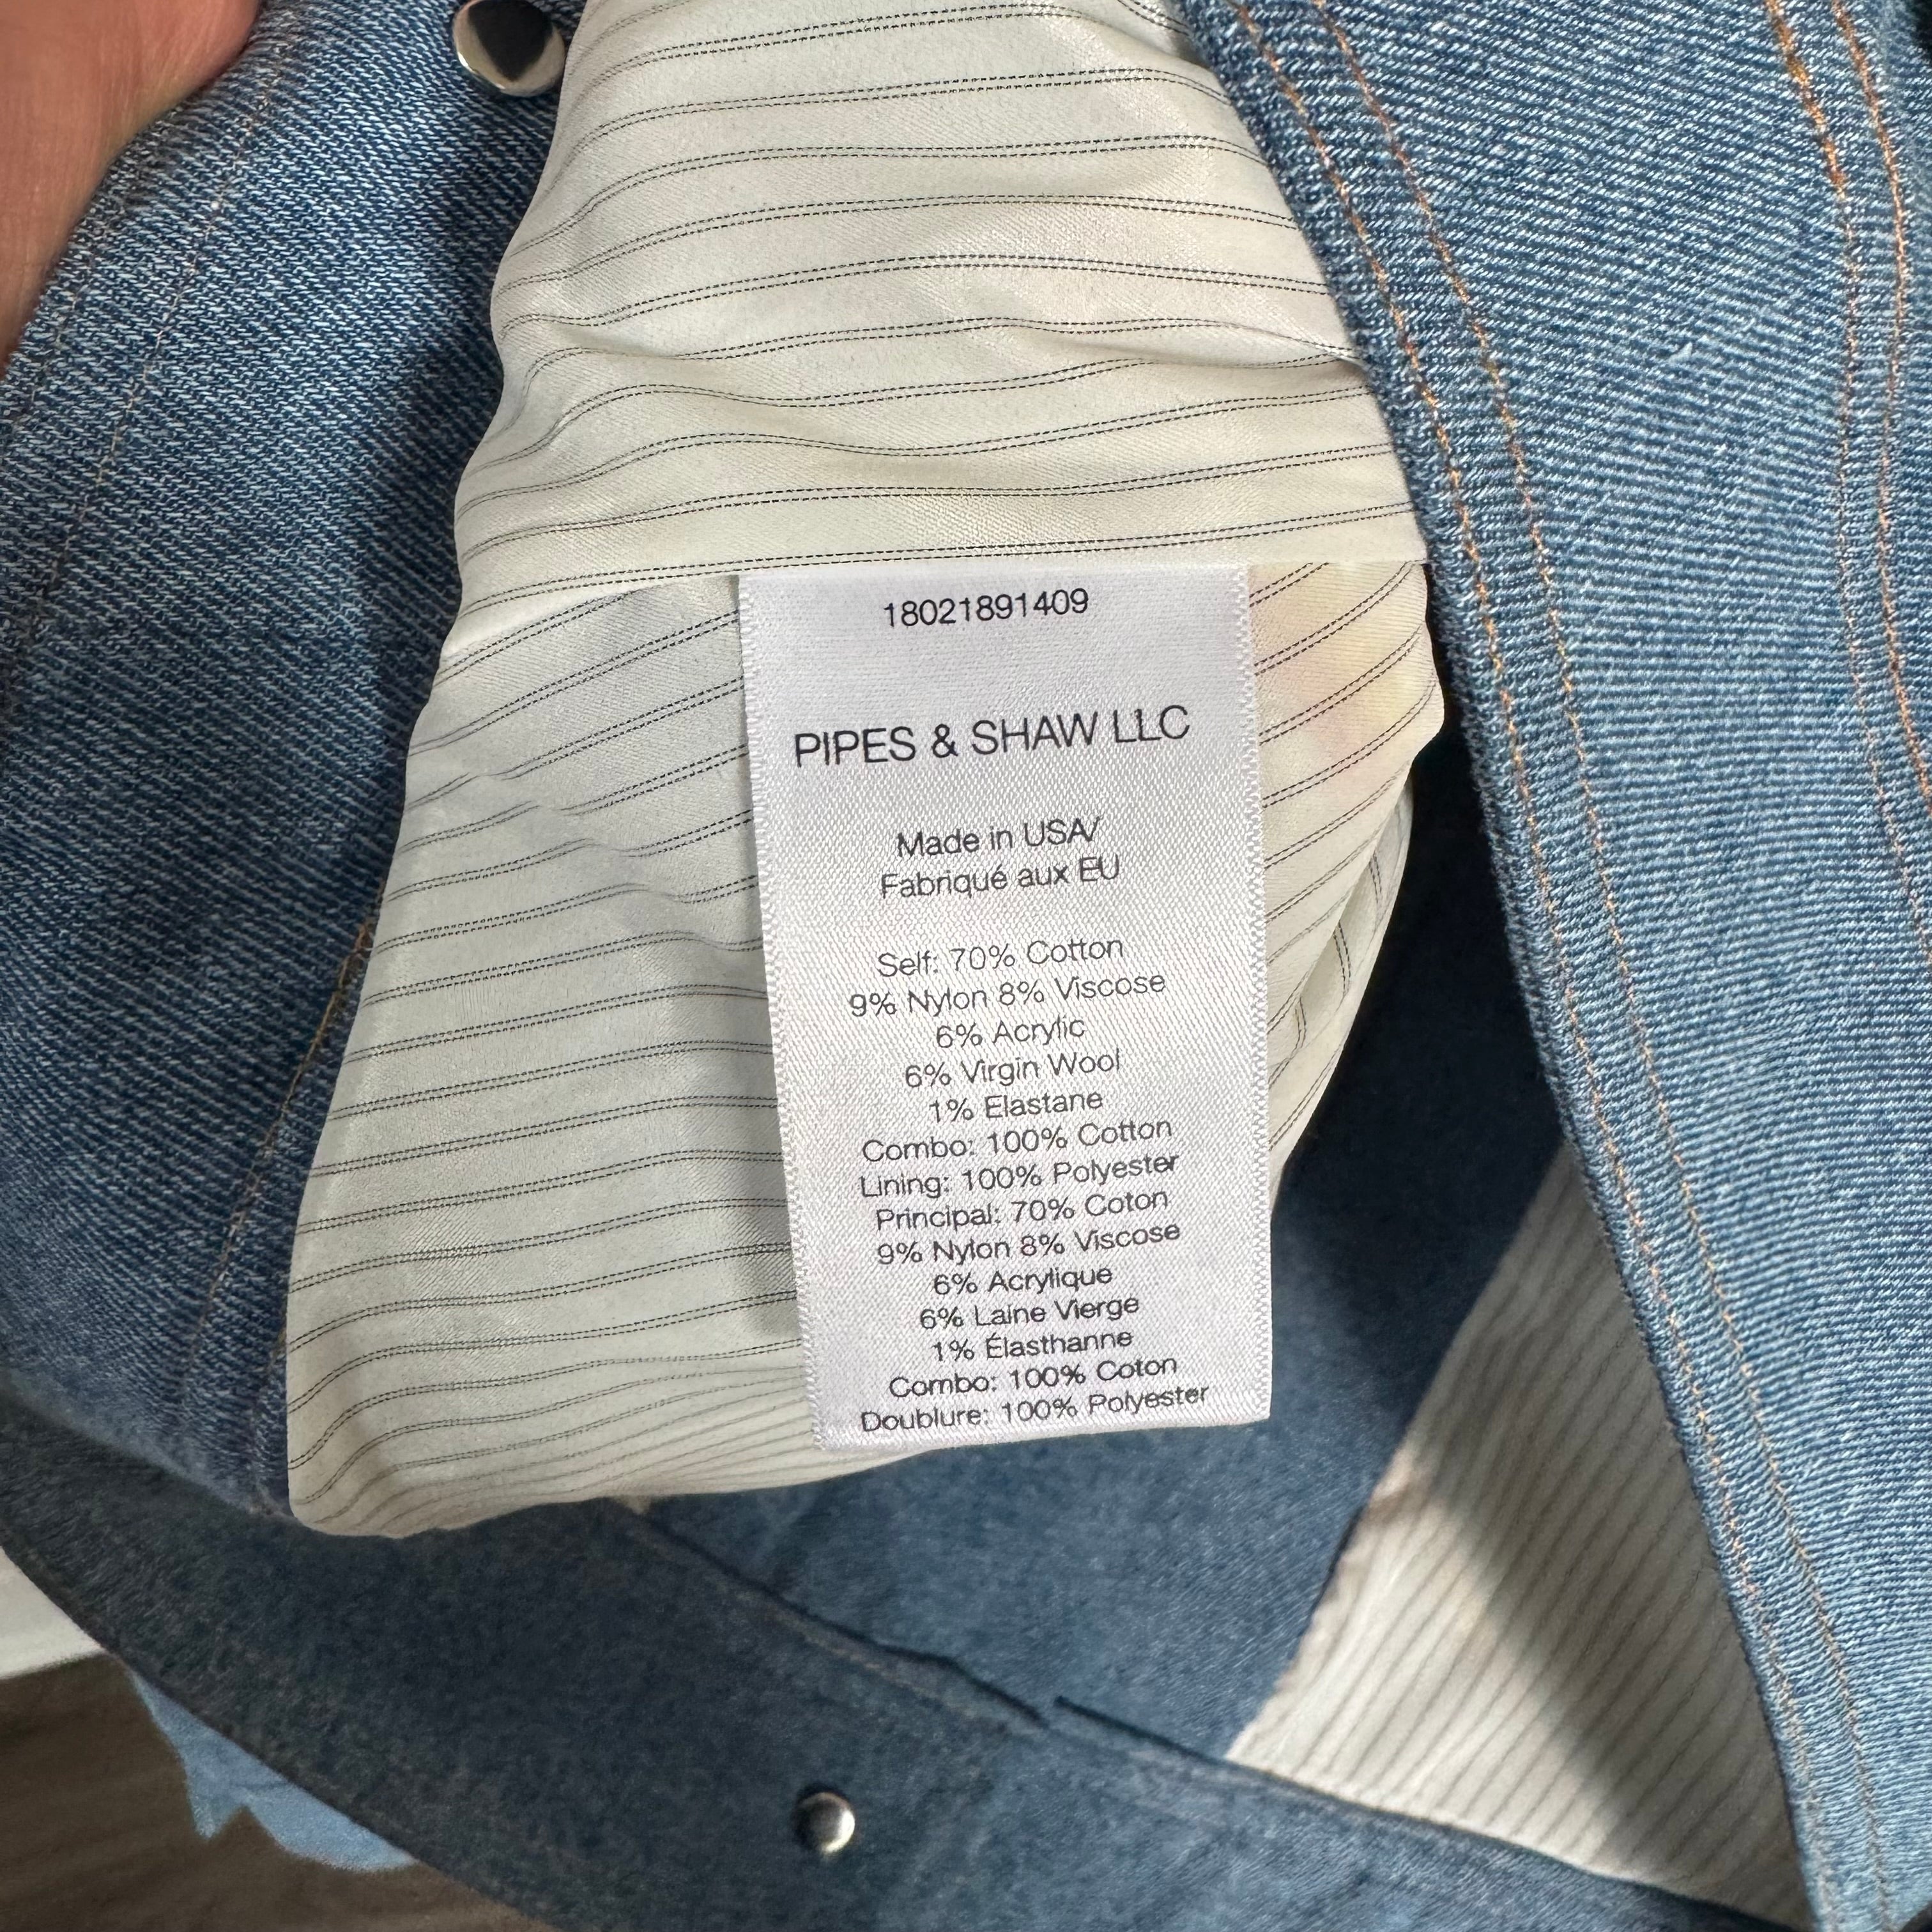 18021891409
PIPES & SHAW LLC
Made in USA/
Fabriqué aux EU
Self: 70% Cotton
9% Nylon 8% Viscose
6% Acrylic
6% Virgin Wool
1% Elastane
Combo: 100% Cotton
Lining: 100% Polyester
Principal: 70% Coton
9% Nylon 8% Viscose
6% Acrylique
6% Laine Vierge
1% Élasthanne
Combo: 100% Coton
Doublure: 100% Polyester